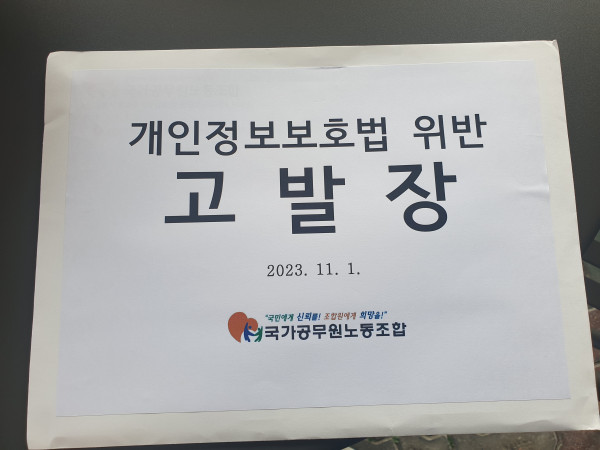 개인정보보호법 위반
고 발 장
2023. 11. 1.
"국민에게 신뢰를! 조합원에게 희망을!"
국가공무원노동조합